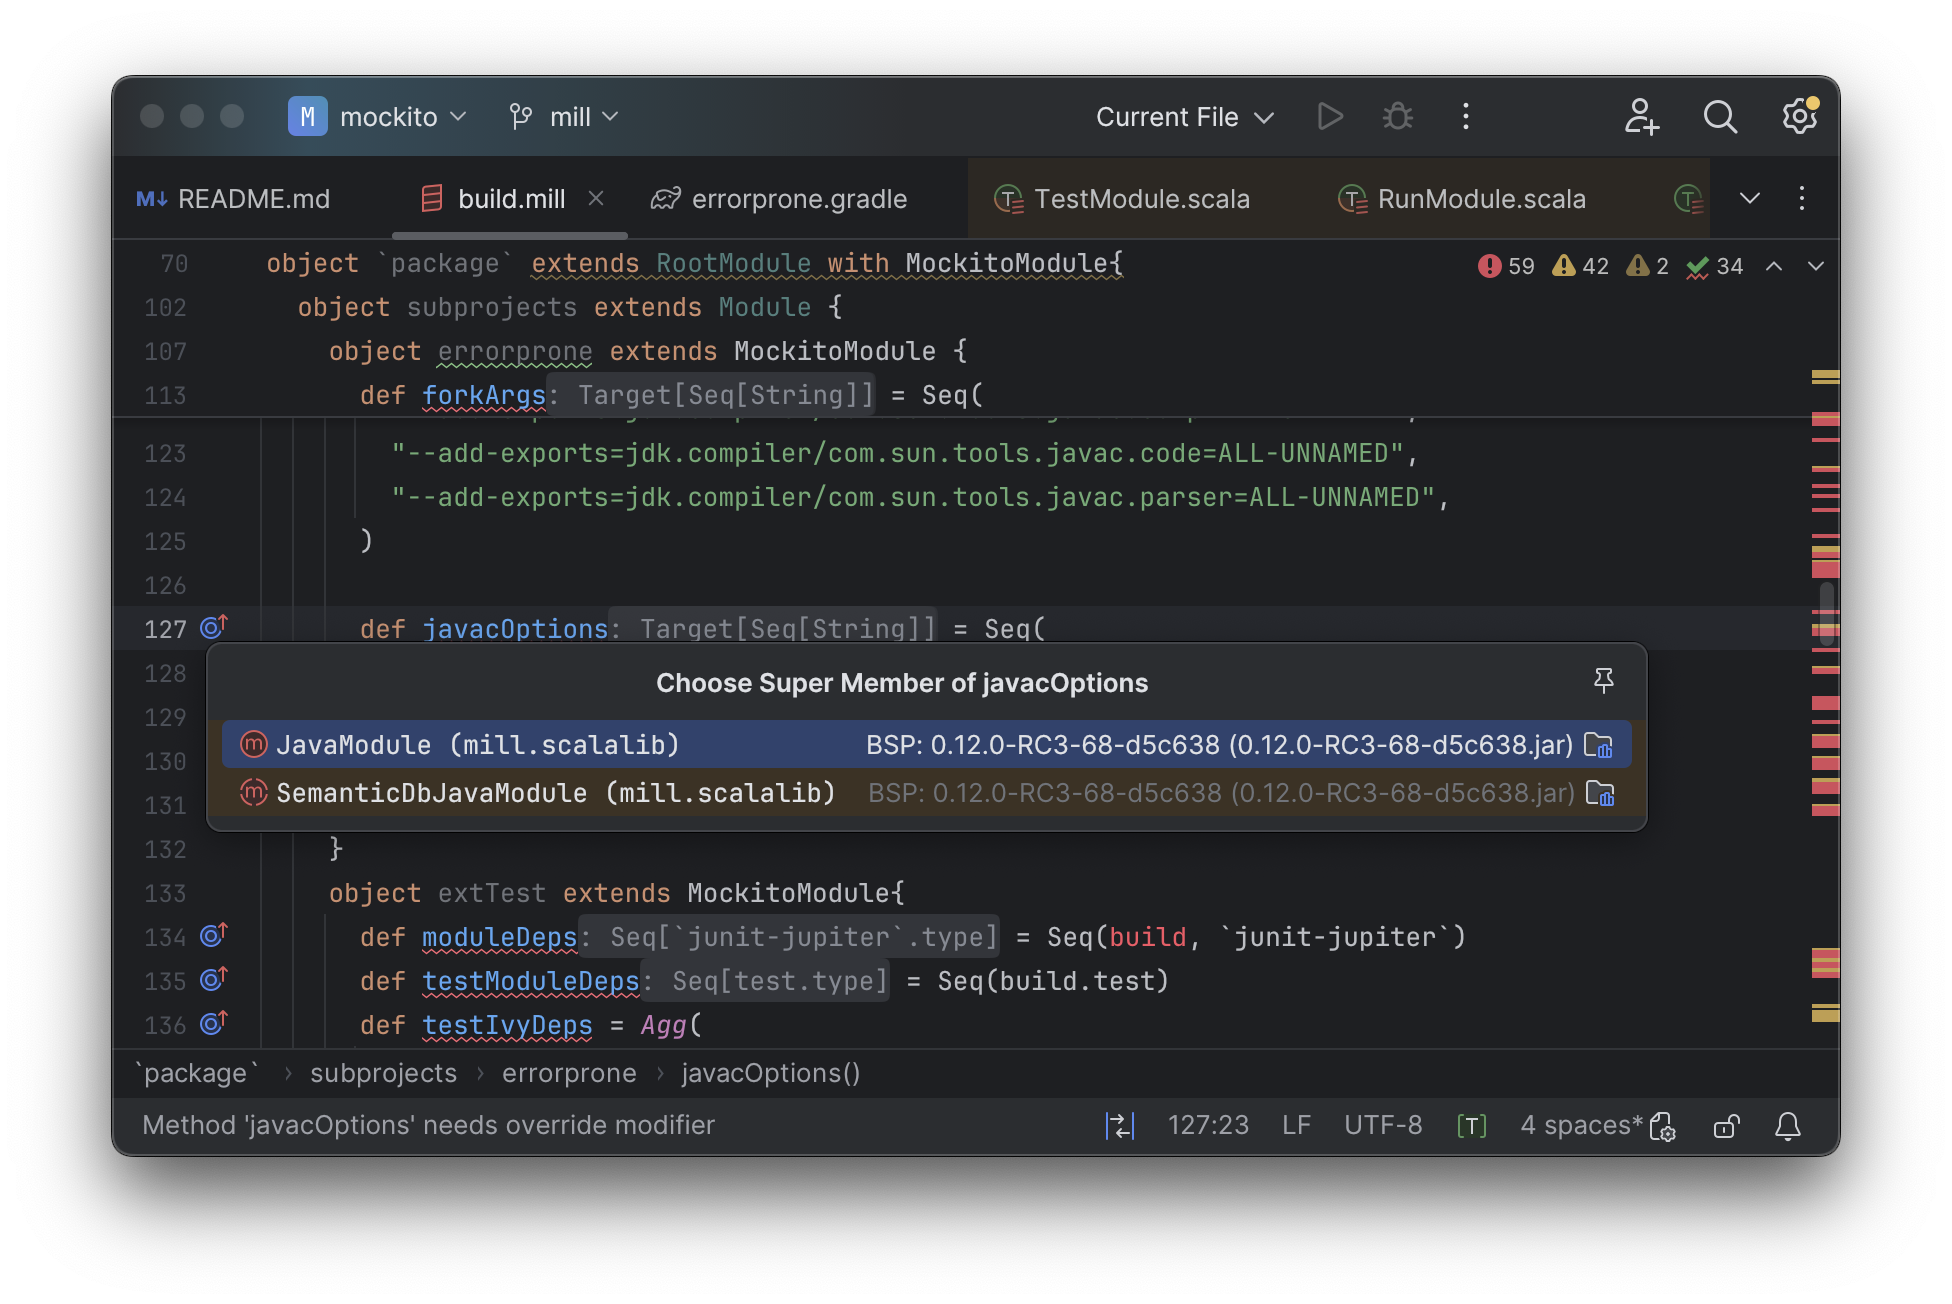 M mockito mill Current File
README.md build.mill errorprone.gradle TestModule.scala RunModule.scala
70 object `package` extends RootModule with MockitoModule{ 59 42 2 34
102 object subprojects extends Module {
107 object errorprone extends MockitoModule {
113 def forkArgs: Target[Seq[String]] = Seq(
123 "--add-exports=jdk.compiler/com.sun.tools.javac.code=ALL-UNNAMED",
124 "--add-exports=jdk.compiler/com.sun.tools.javac.parser=ALL-UNNAMED",
125 )
126
127 def javacOptions: Target[Seq[String]] = Seq(
128
Choose Super Member of javacOptions
129
JavaModule (mill.scalalib) BSP: 0.12.0-RC3-68-d5c638 (0.12.0-RC3-68-d5c638.jar)
130
SemanticDbJavaModule (mill.scalalib) BSP: 0.12.0-RC3-68-d5c638 (0.12.0-RC3-68-d5c638.jar)
131
132 }
133 object extTest extends MockitoModule{
134 def moduleDeps: Seq[`junit-jupiter`.type] = Seq(build, `junit-jupiter`)
135 def testModuleDeps: Seq[test.type] = Seq(build.test)
136 def testIvyDeps = Agg(
`package` › subprojects › errorprone › javacOptions()
Method 'javacOptions' needs override modifier 127:23 LF UTF-8 [T] 4 spaces*